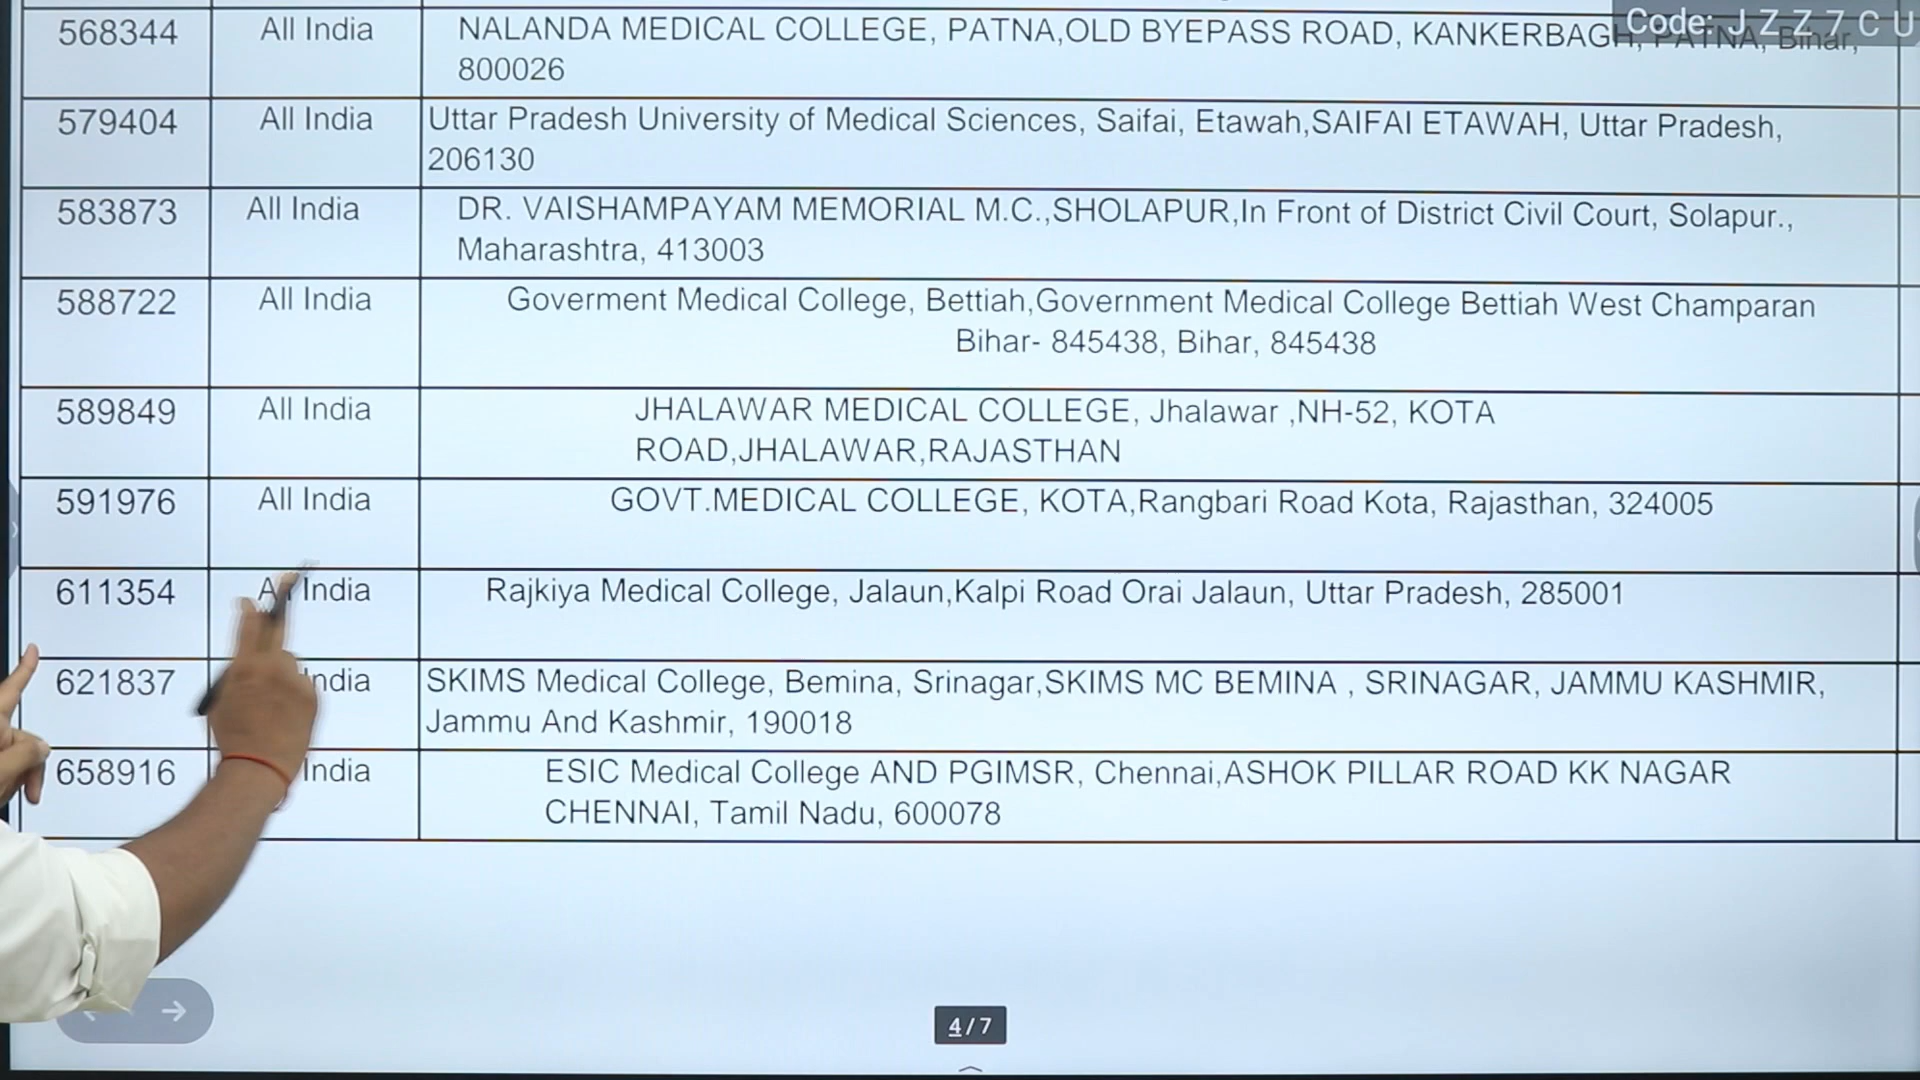 Code: J Z Z 7 C U
568344 All India NALANDA MEDICAL COLLEGE, PATNA,OLD BYEPASS ROAD, KANKERBAGH, PATNA, Bihar,
800026
579404 All India Uttar Pradesh University of Medical Sciences, Saifai, Etawah,SAIFAI ETAWAH, Uttar Pradesh,
206130
583873 All India DR. VAISHAMPAYAM MEMORIAL M.C.,SHOLAPUR,In Front of District Civil Court, Solapur.,
Maharashtra, 413003
588722 All India Goverment Medical College, Bettiah,Government Medical College Bettiah West Champaran
Bihar- 845438, Bihar, 845438
589849 All India JHALAWAR MEDICAL COLLEGE, Jhalawar ,NH-52, KOTA
ROAD,JHALAWAR,RAJASTHAN
591976 All India GOVT.MEDICAL COLLEGE, KOTA,Rangbari Road Kota, Rajasthan, 324005
611354 All India Rajkiya Medical College, Jalaun,Kalpi Road Orai Jalaun, Uttar Pradesh, 285001
621837 India SKIMS Medical College, Bemina, Srinagar,SKIMS MC BEMINA , SRINAGAR, JAMMU KASHMIR,
Jammu And Kashmir, 190018
658916 India ESIC Medical College AND PGIMSR, Chennai,ASHOK PILLAR ROAD KK NAGAR
CHENNAI, Tamil Nadu, 600078
4/7